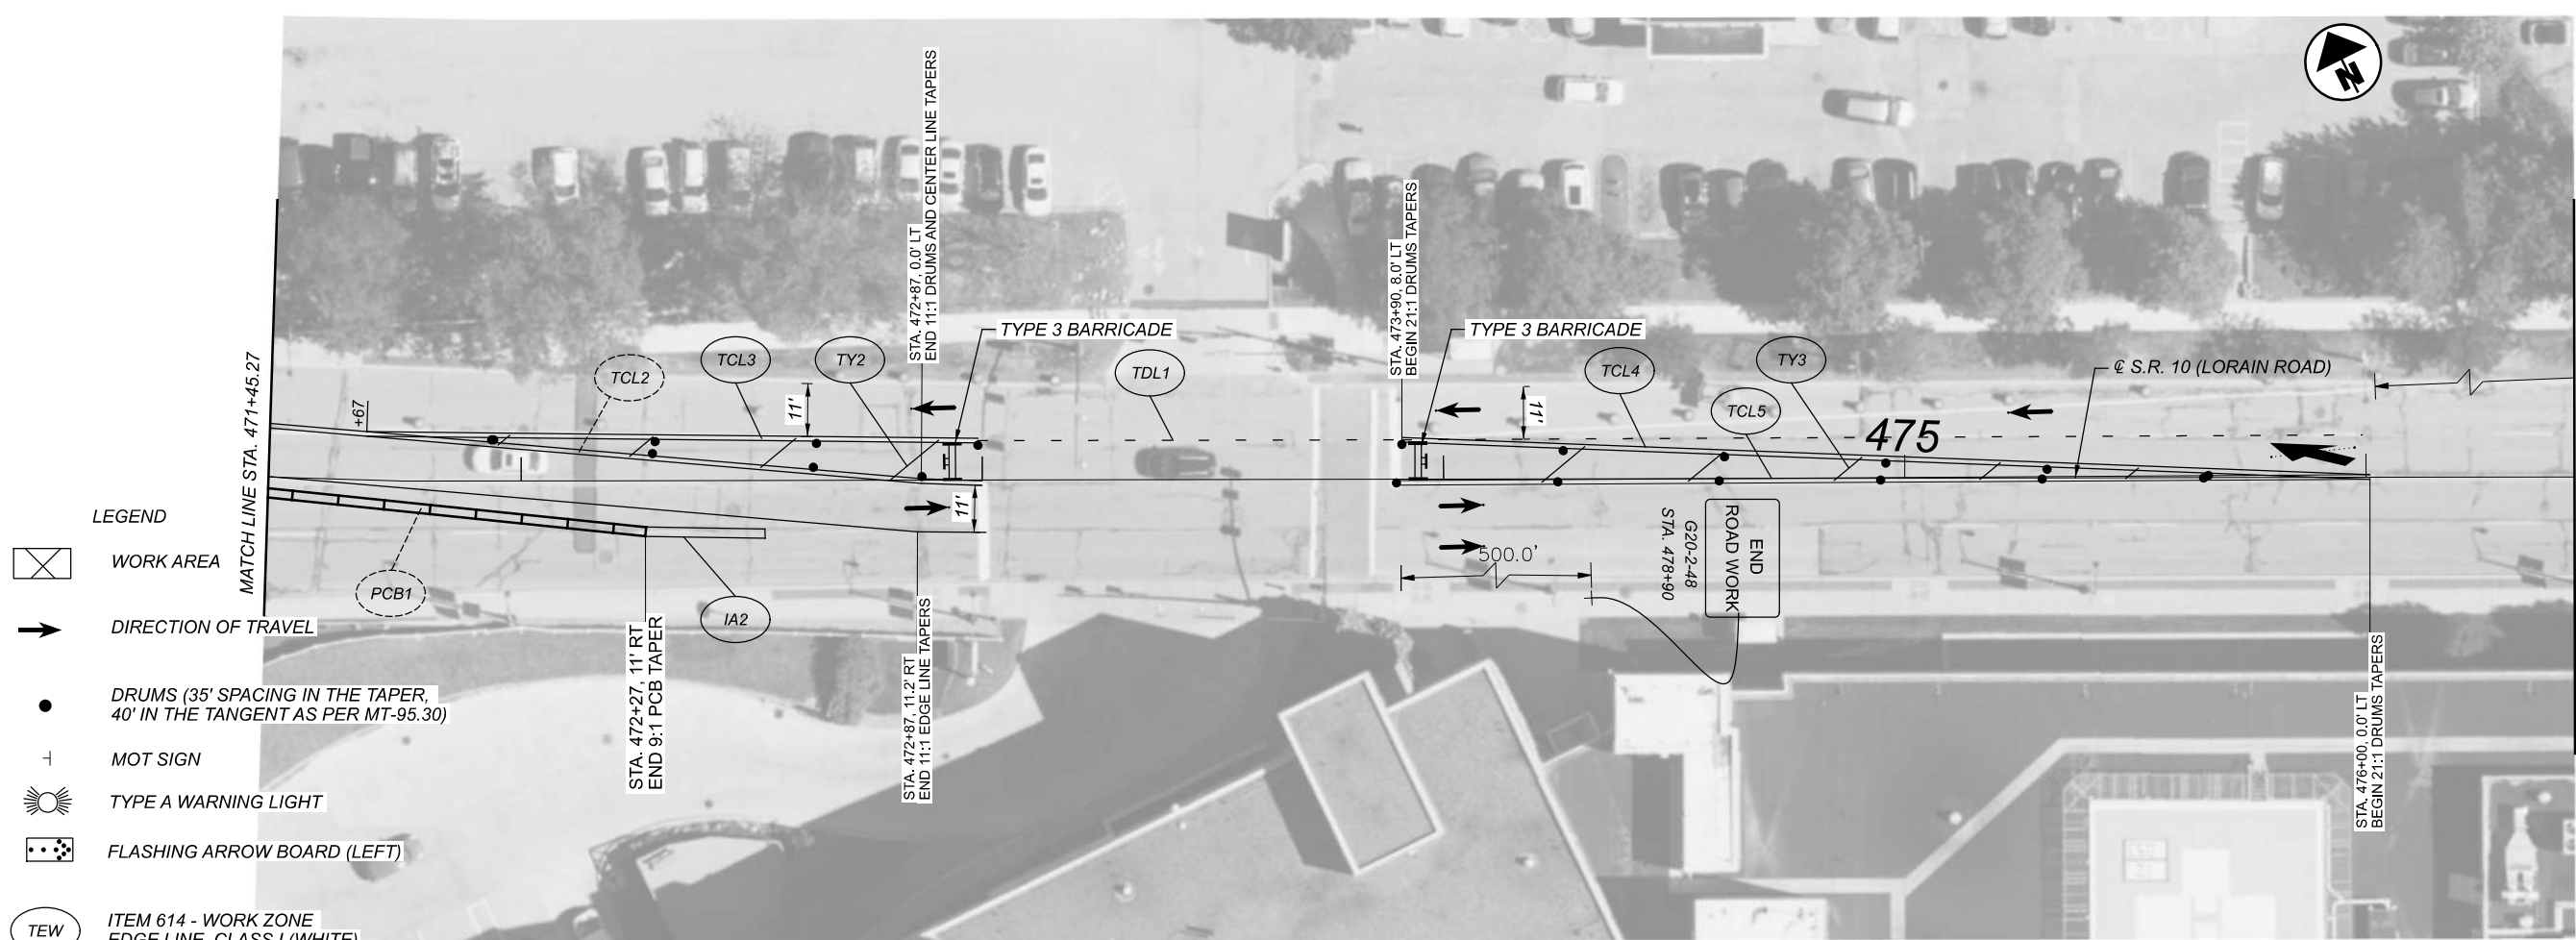 N
STA. 472+87, 0.0' LT
END 11:1 DRUMS AND CENTER LINE TAPERS
STA. 473+90, 8.0' LT
BEGIN 21:1 DRUMS TAPERS
TYPE 3 BARRICADE
TYPE 3 BARRICADE
MATCH LINE STA. 471+45.27
+67
TCL2
TCL3
TY2
TDL1
TCL4
TCL5
TY3
℄ S.R. 10 (LORAIN ROAD)
11'
11'
475
11'
500.0'
END
ROAD WORK
G20-2-48
STA. 478+90
PCB1
IA2
STA. 472+27, 11' RT
END 9:1 PCB TAPER
STA. 472+87, 11.2' RT
END 11:1 EDGE LINE TAPERS
STA. 476+00, 0.0' LT
BEGIN 21:1 DRUMS TAPERS
LEGEND
WORK AREA
DIRECTION OF TRAVEL
DRUMS (35' SPACING IN THE TAPER,
40' IN THE TANGENT AS PER MT-95.30)
MOT SIGN
TYPE A WARNING LIGHT
FLASHING ARROW BOARD (LEFT)
TEW
ITEM 614 - WORK ZONE
EDGE LINE, CLASS I (WHITE)